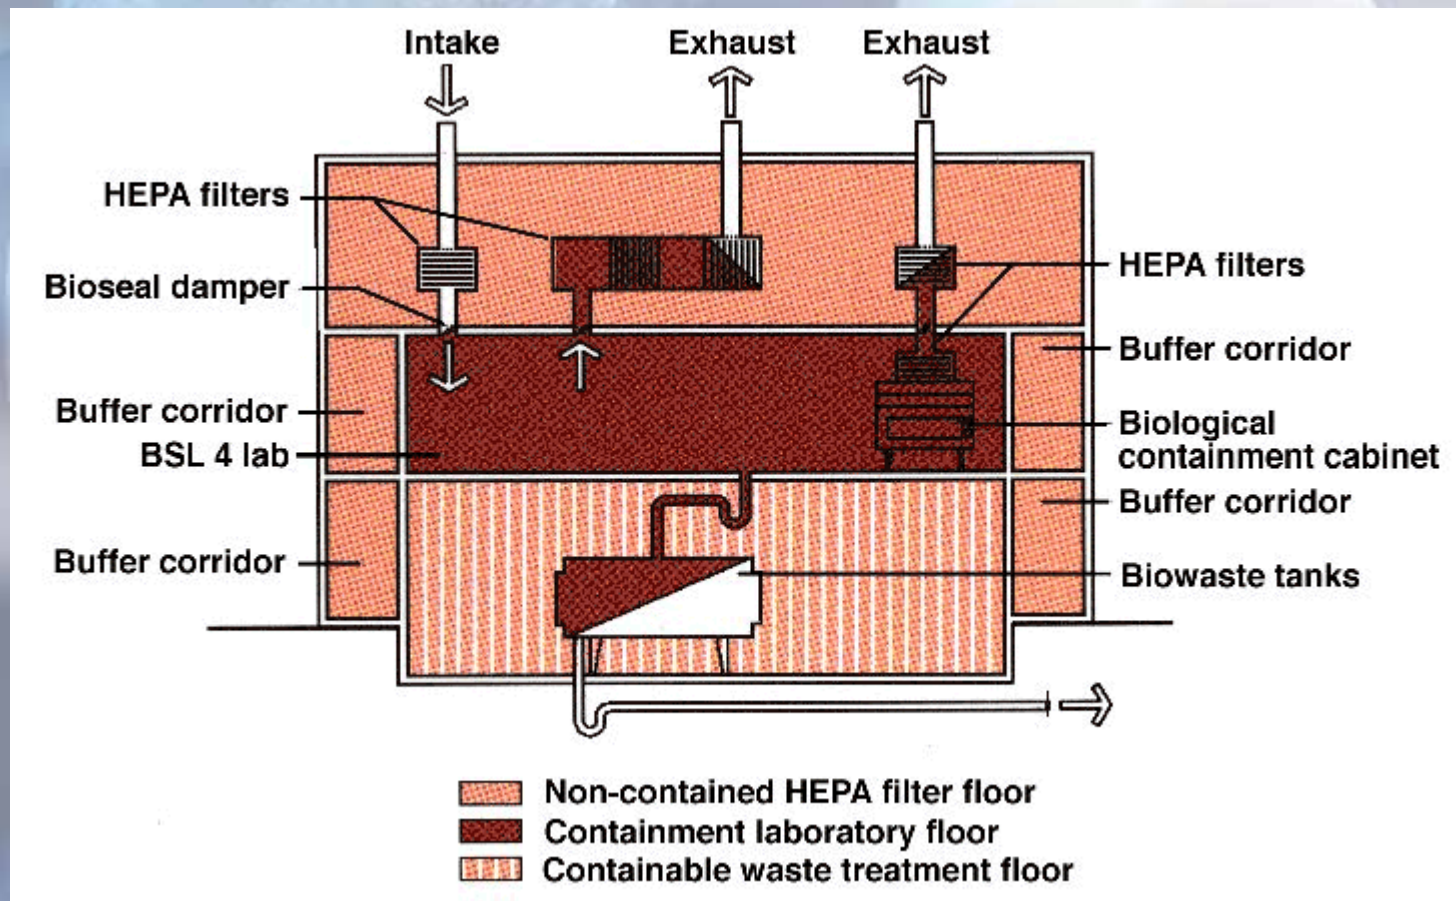 Intake
Exhaust
Exhaust
HEPA filters
Bioseal damper
Buffer corridor
BSL 4 lab
Buffer corridor
HEPA filters
Buffer corridor
Biological
containment cabinet
Buffer corridor
Biowaste tanks
Non-contained HEPA filter floor
Containment laboratory floor
Containable waste treatment floor